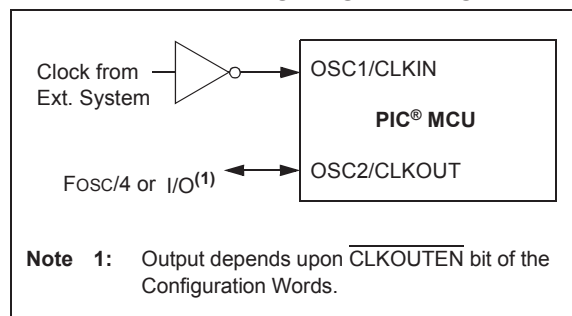 Clock from
Ext. System
OSC1/CLKIN
PIC® MCU
FOSC/4 or I/O(1)
OSC2/CLKOUT
Note 1: Output depends upon CLKOUTEN bit of the
Configuration Words.